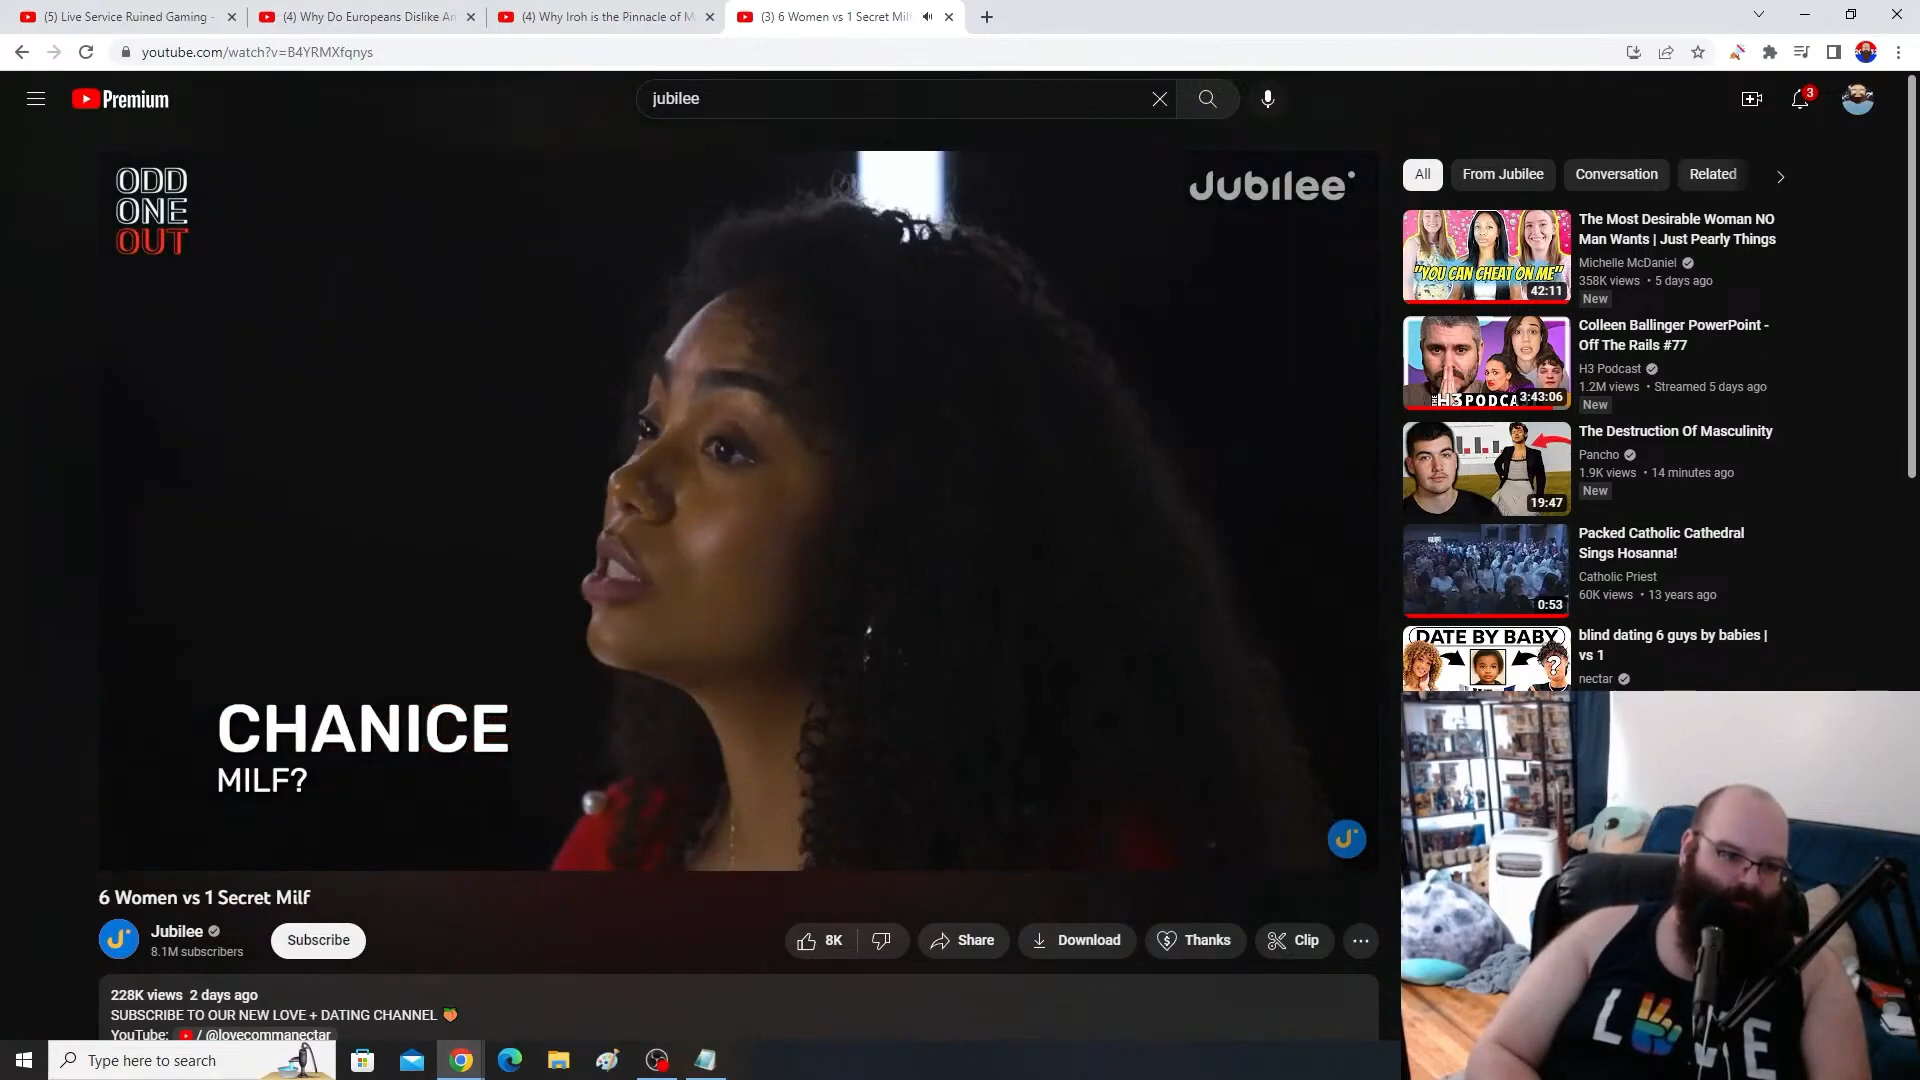 (5) Live Service Ruined Gaming -
(4) Why Do Europeans Dislike Am
(4) Why Iroh is the Pinnacle of M
(3) 6 Women vs 1 Secret Milf
youtube.com/watch?v=B4YRMXfqnys
Premium
jubilee
3
ODD
ONE
OUT
Jubilee
CHANICE
MILF?
6 Women vs 1 Secret Milf
Jubilee
8.1M subscribers
Subscribe
8K
Share
Download
Thanks
Clip
228K views 2 days ago
SUBSCRIBE TO OUR NEW LOVE + DATING CHANNEL
YouTube: / @lovecommanectar
All
From Jubilee
Conversation
Related
"YOU CAN CHEAT ON ME"
42:11
The Most Desirable Woman NO
Man Wants | Just Pearly Things
Michelle McDaniel
358K views • 5 days ago
New
THE H3 PODCA
3:43:06
Colleen Ballinger PowerPoint -
Off The Rails #77
H3 Podcast
1.2M views • Streamed 5 days ago
New
19:47
The Destruction Of Masculinity
Pancho
1.9K views • 14 minutes ago
New
0:53
Packed Catholic Cathedral
Sings Hosanna!
Catholic Priest
60K views • 13 years ago
DATE BY BABY
?
blind dating 6 guys by babies |
vs 1
nectar
L VE
Type here to search